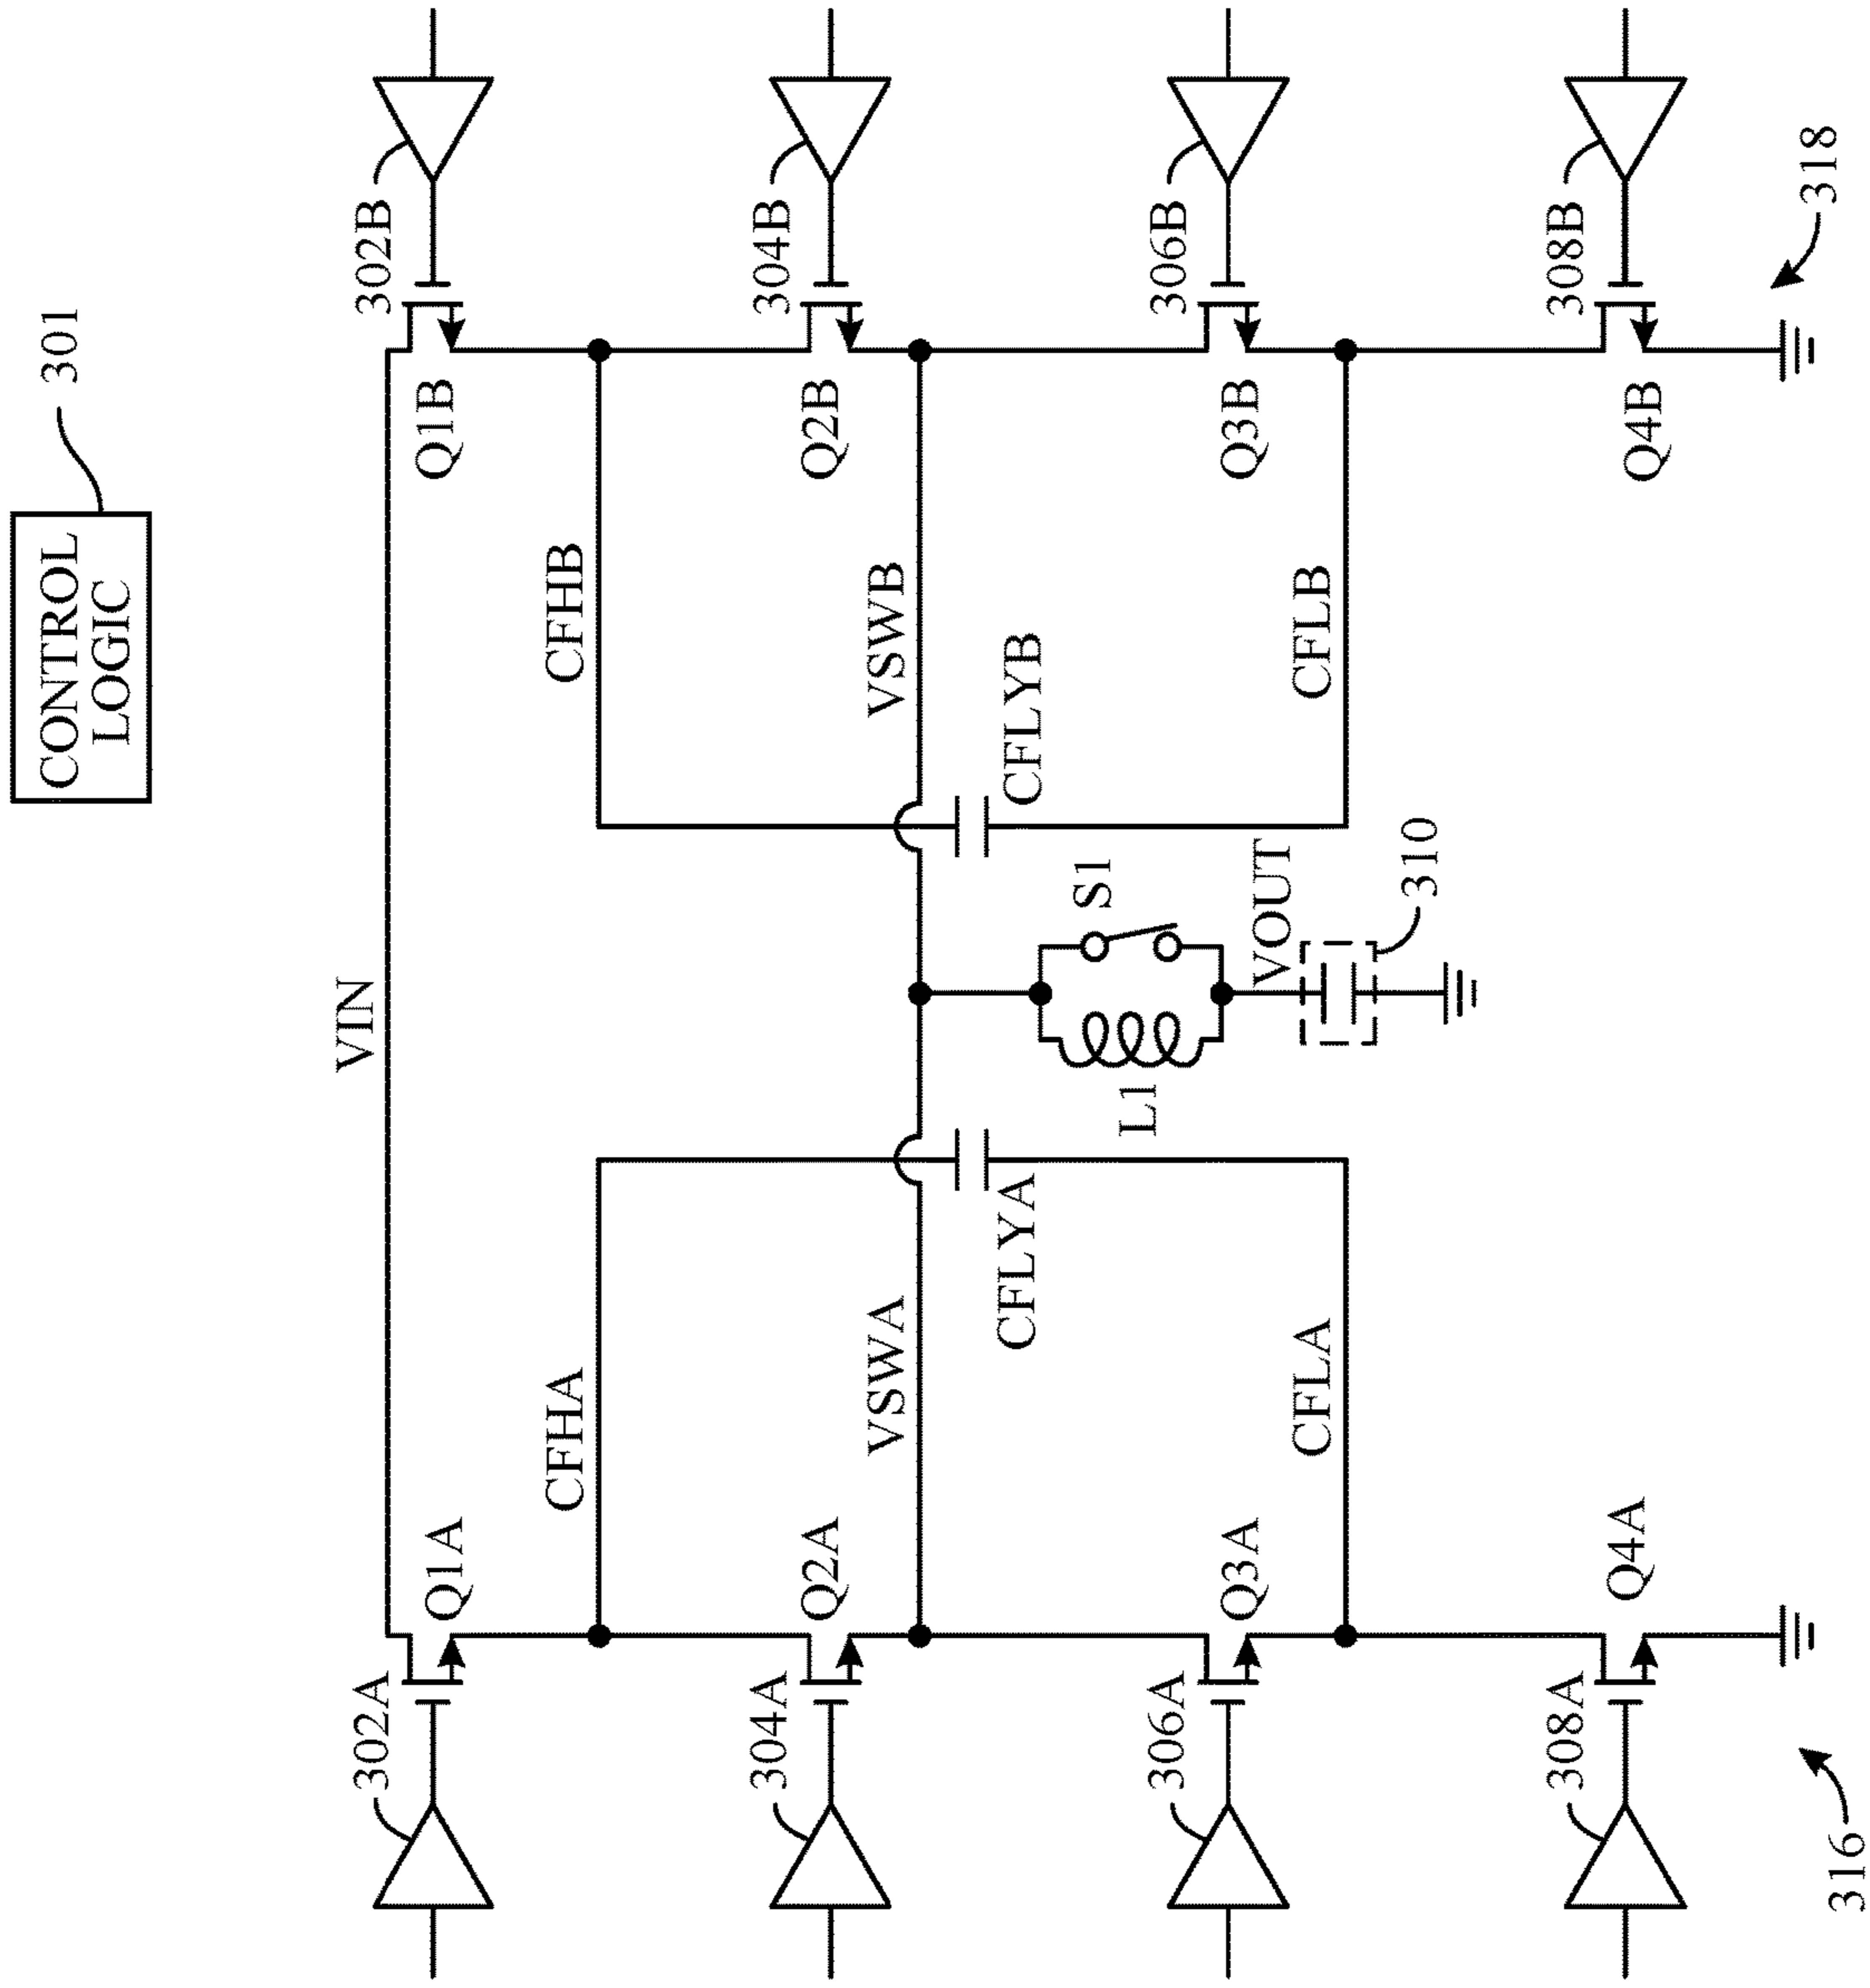 CONTROL
LOGIC
301
VIN
302A
Q1A
Q1B
302B
CFHA
CFHB
304A
Q2A
Q2B
304B
VSWA
VSWB
CFLYA
CFLYB
L1
S1
306A
Q3A
Q3B
306B
CFLA
VOUT
CFLB
310
308A
Q4A
Q4B
308B
316
318